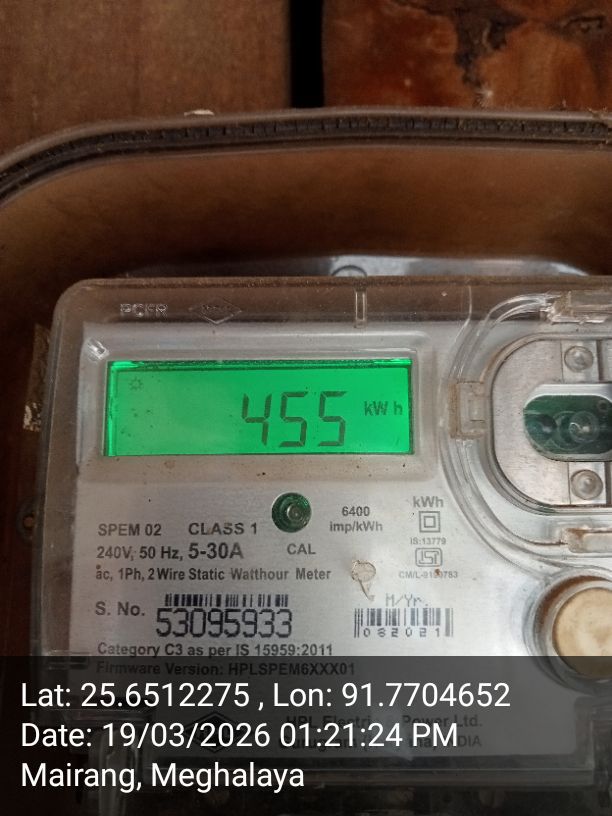 455 kWh
6400
imp/kWh
kWh
SPEM 02 CLASS 1
CAL
240V, 50 Hz, 5-30A
IS:13779
ac, 1Ph, 2 Wire Static Watthour Meter
M/Yr.
S. No. 53095933
082021
Category C3 as per IS 15959:2011
Firmware Version: HPLSPEM6XXX01
Lat: 25.6512275 , Lon: 91.7704652
Date: 19/03/2026 01:21:24 PM
Mairang, Meghalaya